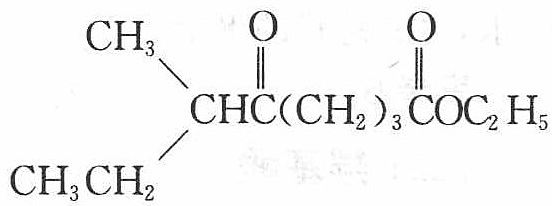 O O
CH₃
CHC(CH₂)₃COC₂H₅
CH₃CH₂